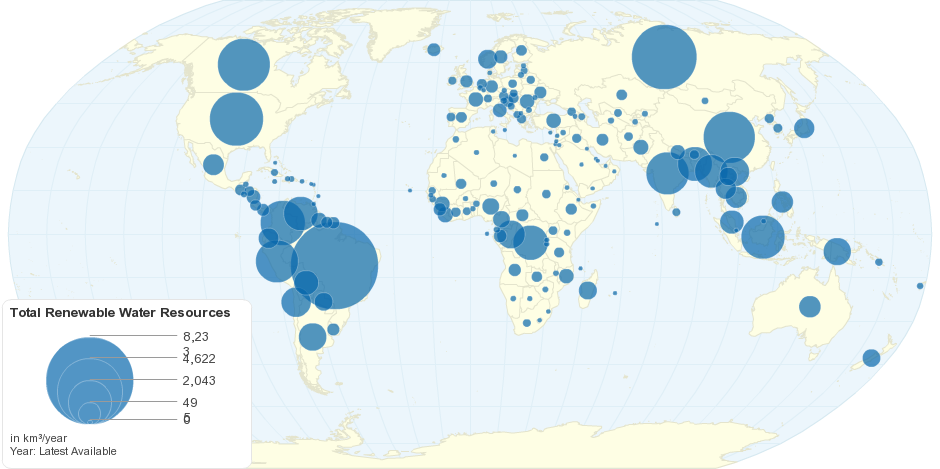 Total Renewable Water Resources
8,23
3
4,622
2,043
49
5
0
in km³/year
Year: Latest Available